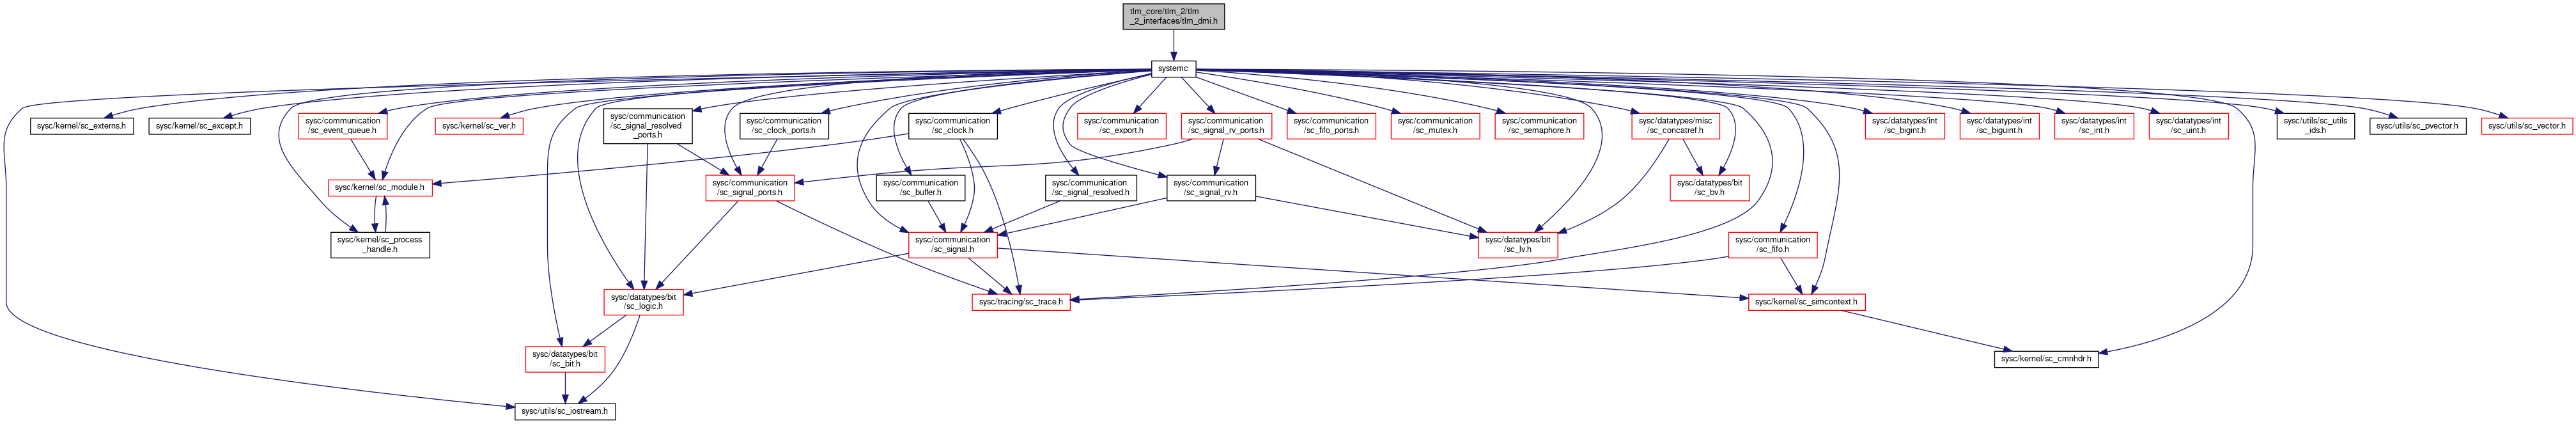 tlm_core/tlm_2/tlm
_2_interfaces/tlm_dmi.h
systemc
sysc/kernel/sc_externs.h
sysc/kernel/sc_except.h
sysc/communication
/sc_event_queue.h
sysc/kernel/sc_ver.h
sysc/communication
/sc_signal_resolved
_ports.h
sysc/communication
/sc_clock_ports.h
sysc/communication
/sc_clock.h
sysc/communication
/sc_export.h
sysc/communication
/sc_signal_rv_ports.h
sysc/communication
/sc_fifo_ports.h
sysc/communication
/sc_mutex.h
sysc/communication
/sc_semaphore.h
sysc/datatypes/misc
/sc_concatref.h
sysc/datatypes/int
/sc_bigint.h
sysc/datatypes/int
/sc_biguint.h
sysc/datatypes/int
/sc_int.h
sysc/datatypes/int
/sc_uint.h
sysc/utils/sc_utils
_ids.h
sysc/utils/sc_pvector.h
sysc/utils/sc_vector.h
sysc/kernel/sc_module.h
sysc/communication
/sc_signal_ports.h
sysc/communication
/sc_buffer.h
sysc/communication
/sc_signal_resolved.h
sysc/communication
/sc_signal_rv.h
sysc/datatypes/bit
/sc_bv.h
sysc/kernel/sc_process
_handle.h
sysc/communication
/sc_signal.h
sysc/datatypes/bit
/sc_lv.h
sysc/communication
/sc_fifo.h
sysc/datatypes/bit
/sc_logic.h
sysc/tracing/sc_trace.h
sysc/kernel/sc_simcontext.h
sysc/datatypes/bit
/sc_bit.h
sysc/kernel/sc_cmnhdr.h
sysc/utils/sc_iostream.h